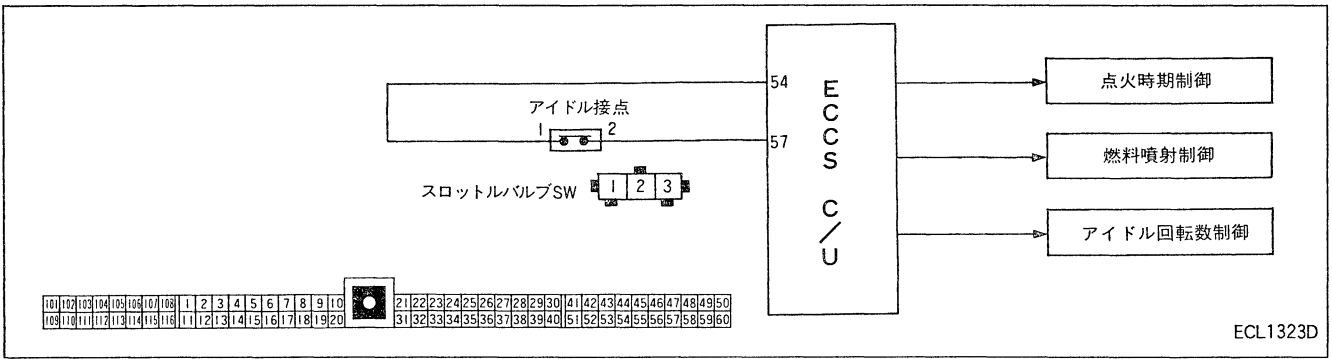 54
アイドル接点
1 2
57
スロットルバルブSW
1 2 3
ECCS C/U
点火時期制御
燃料噴射制御
アイドル回転数制御
101 102 103 104 105 106 107 108 1 2 3 4 5 6 7 8 9 10 21 22 23 24 25 26 27 28 29 30 41 42 43 44 45 46 47 48 49 50
109 110 111 112 113 114 115 116 11 12 13 14 15 16 17 18 19 20 31 32 33 34 35 36 37 38 39 40 51 52 53 54 55 56 57 58 59 60
ECL1323D